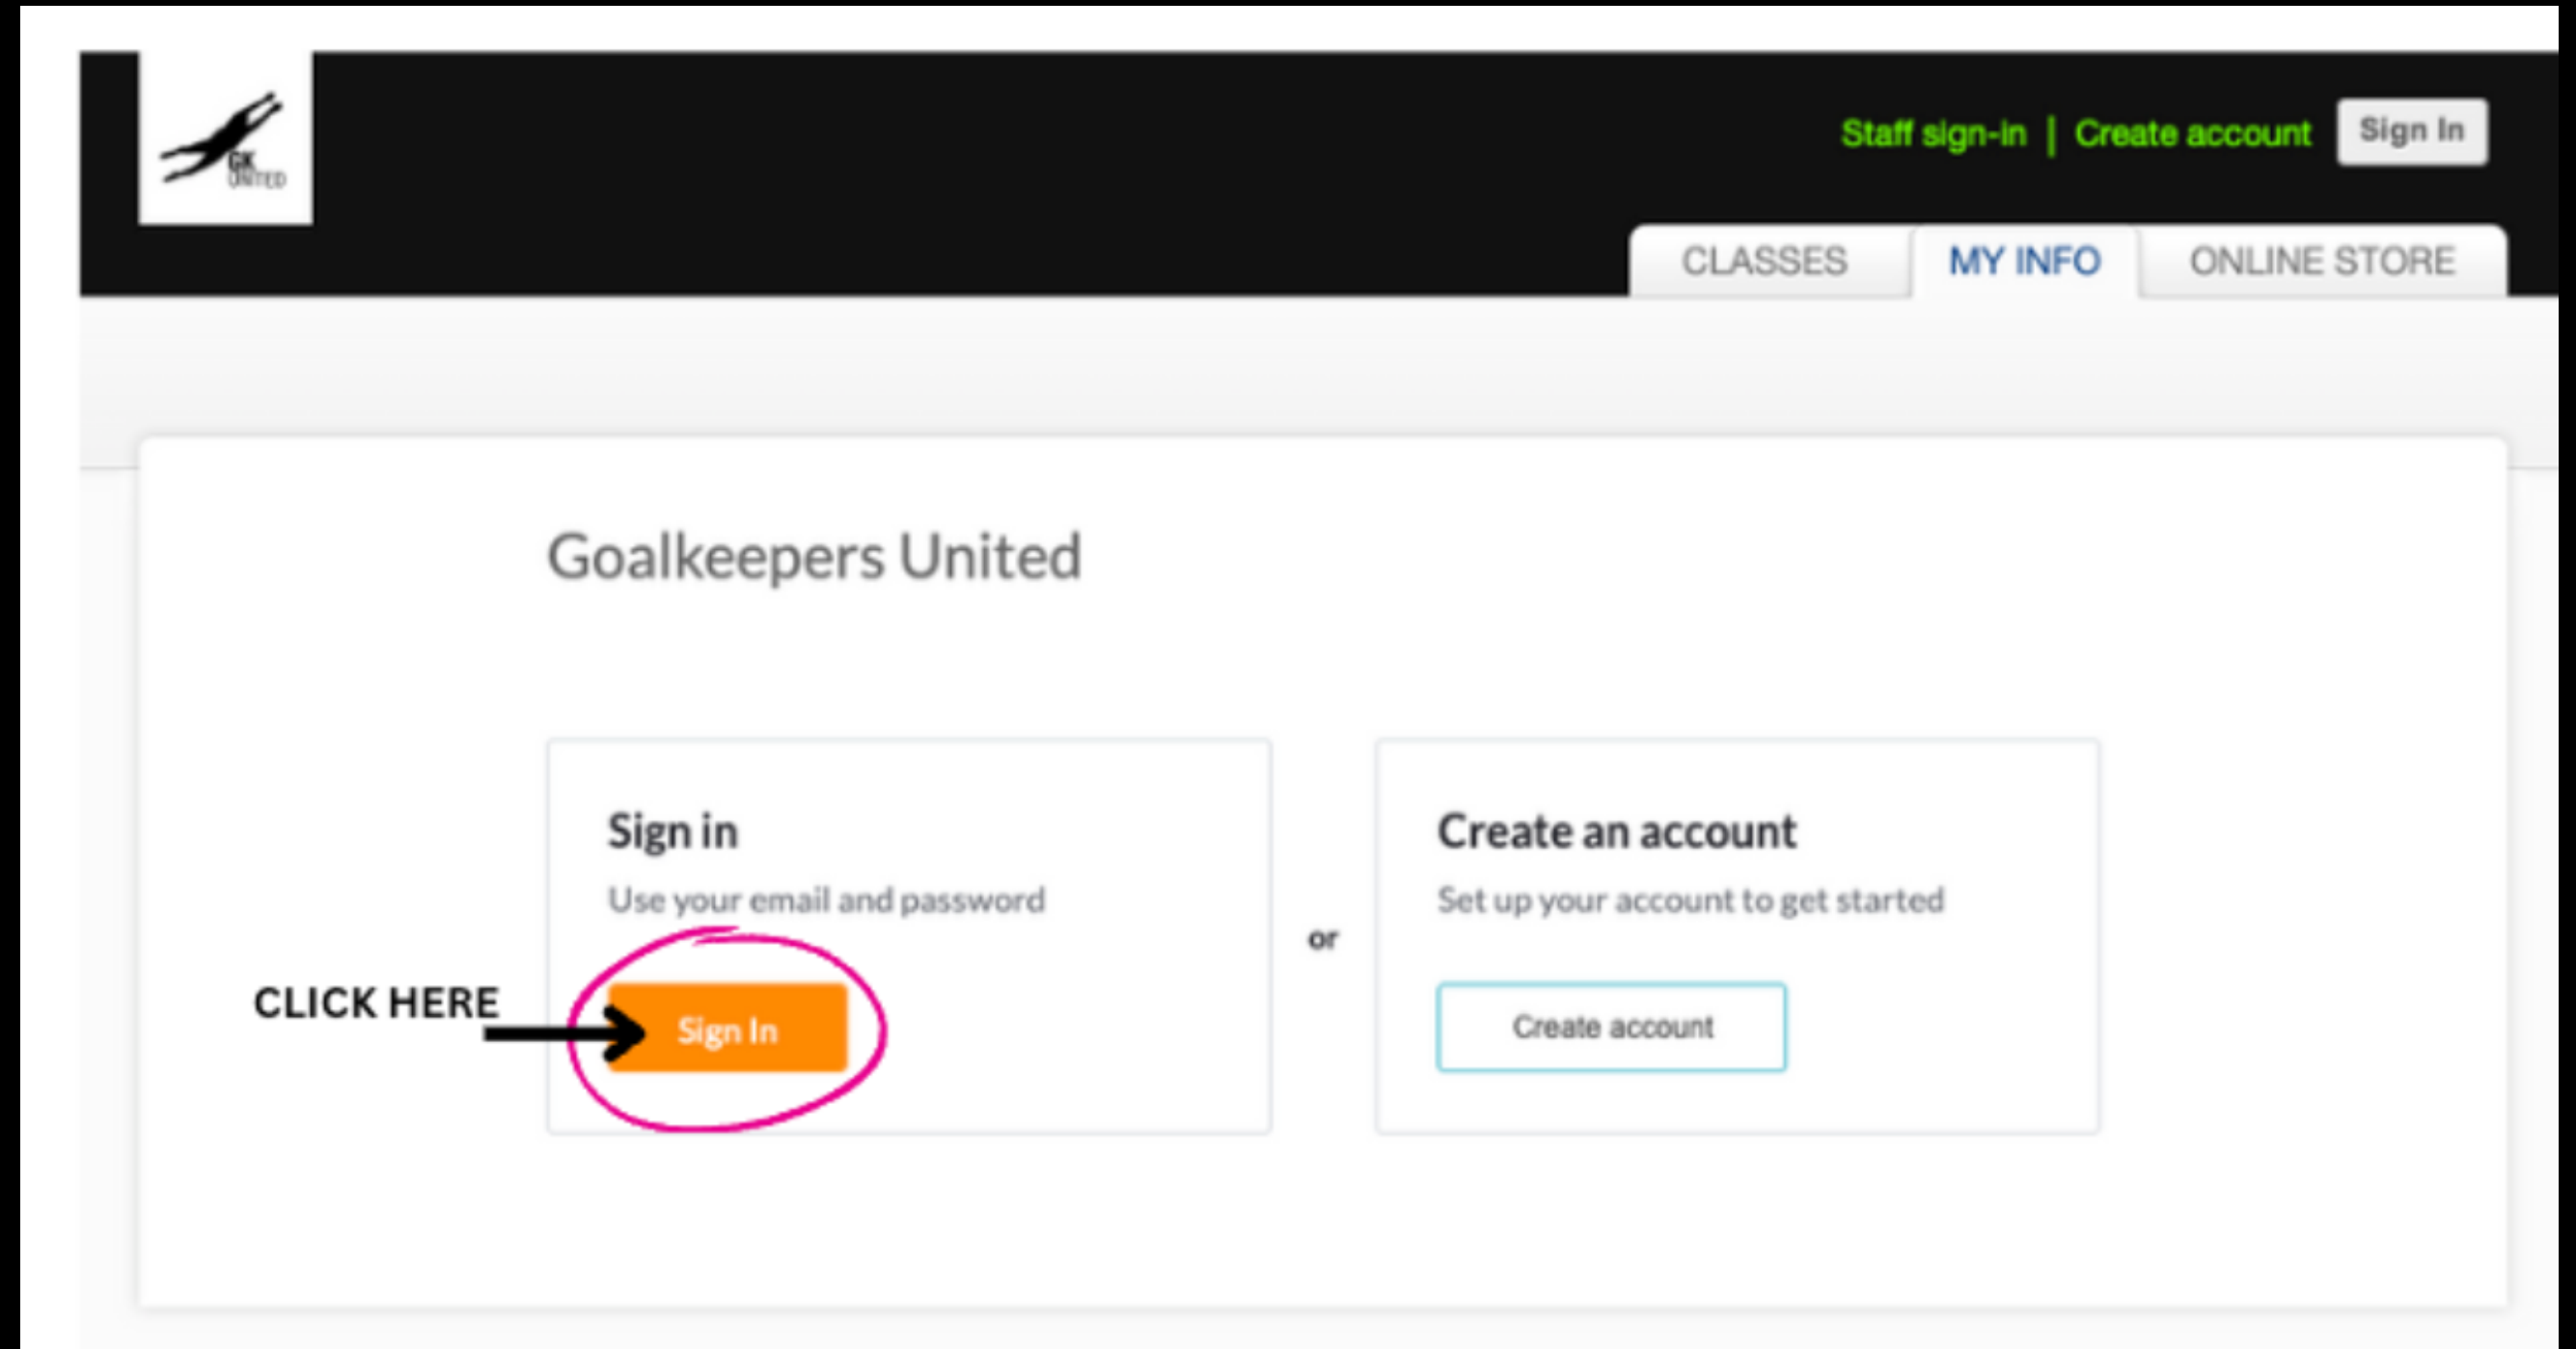 GK
UNITED
Staff sign-in | Create account Sign In
CLASSES MY INFO ONLINE STORE
Goalkeepers United
Sign in
Use your email and password
CLICK HERE
Sign In
or
Create an account
Set up your account to get started
Create account